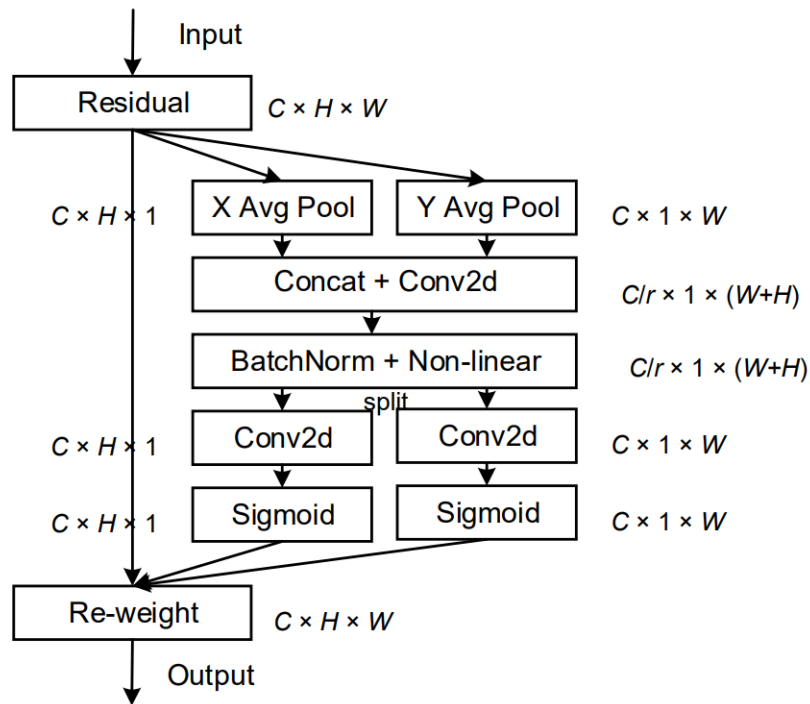 Input
Residual
C × H × W
C × H × 1
X Avg Pool
Y Avg Pool
C × 1 × W
Concat + Conv2d
C/r × 1 × (W+H)
BatchNorm + Non-linear
C/r × 1 × (W+H)
split
C × H × 1
Conv2d
Conv2d
C × 1 × W
C × H × 1
Sigmoid
Sigmoid
C × 1 × W
Re-weight
C × H × W
Output